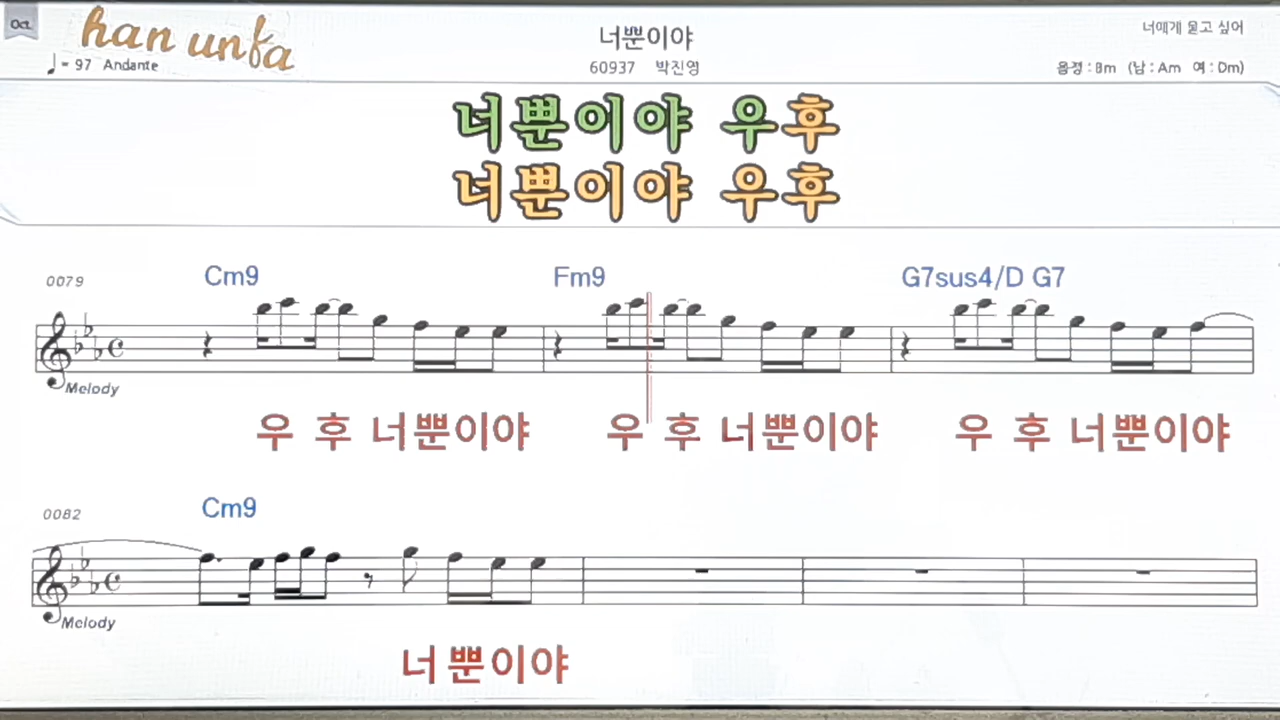 Oct.
han unfa
너뿐이야
너에게 묻고 싶어
♩= 97 Andante
60937 박진영
음정 : Bm (남 : Am 여 : Dm)
너뿐이야 우후
너뿐이야 우후
0079 Cm9 Fm9 G7sus4/D G7
Melody
우 후 너뿐이야 우 후 너뿐이야 우 후 너뿐이야
0082 Cm9
Melody
너 뿐이야